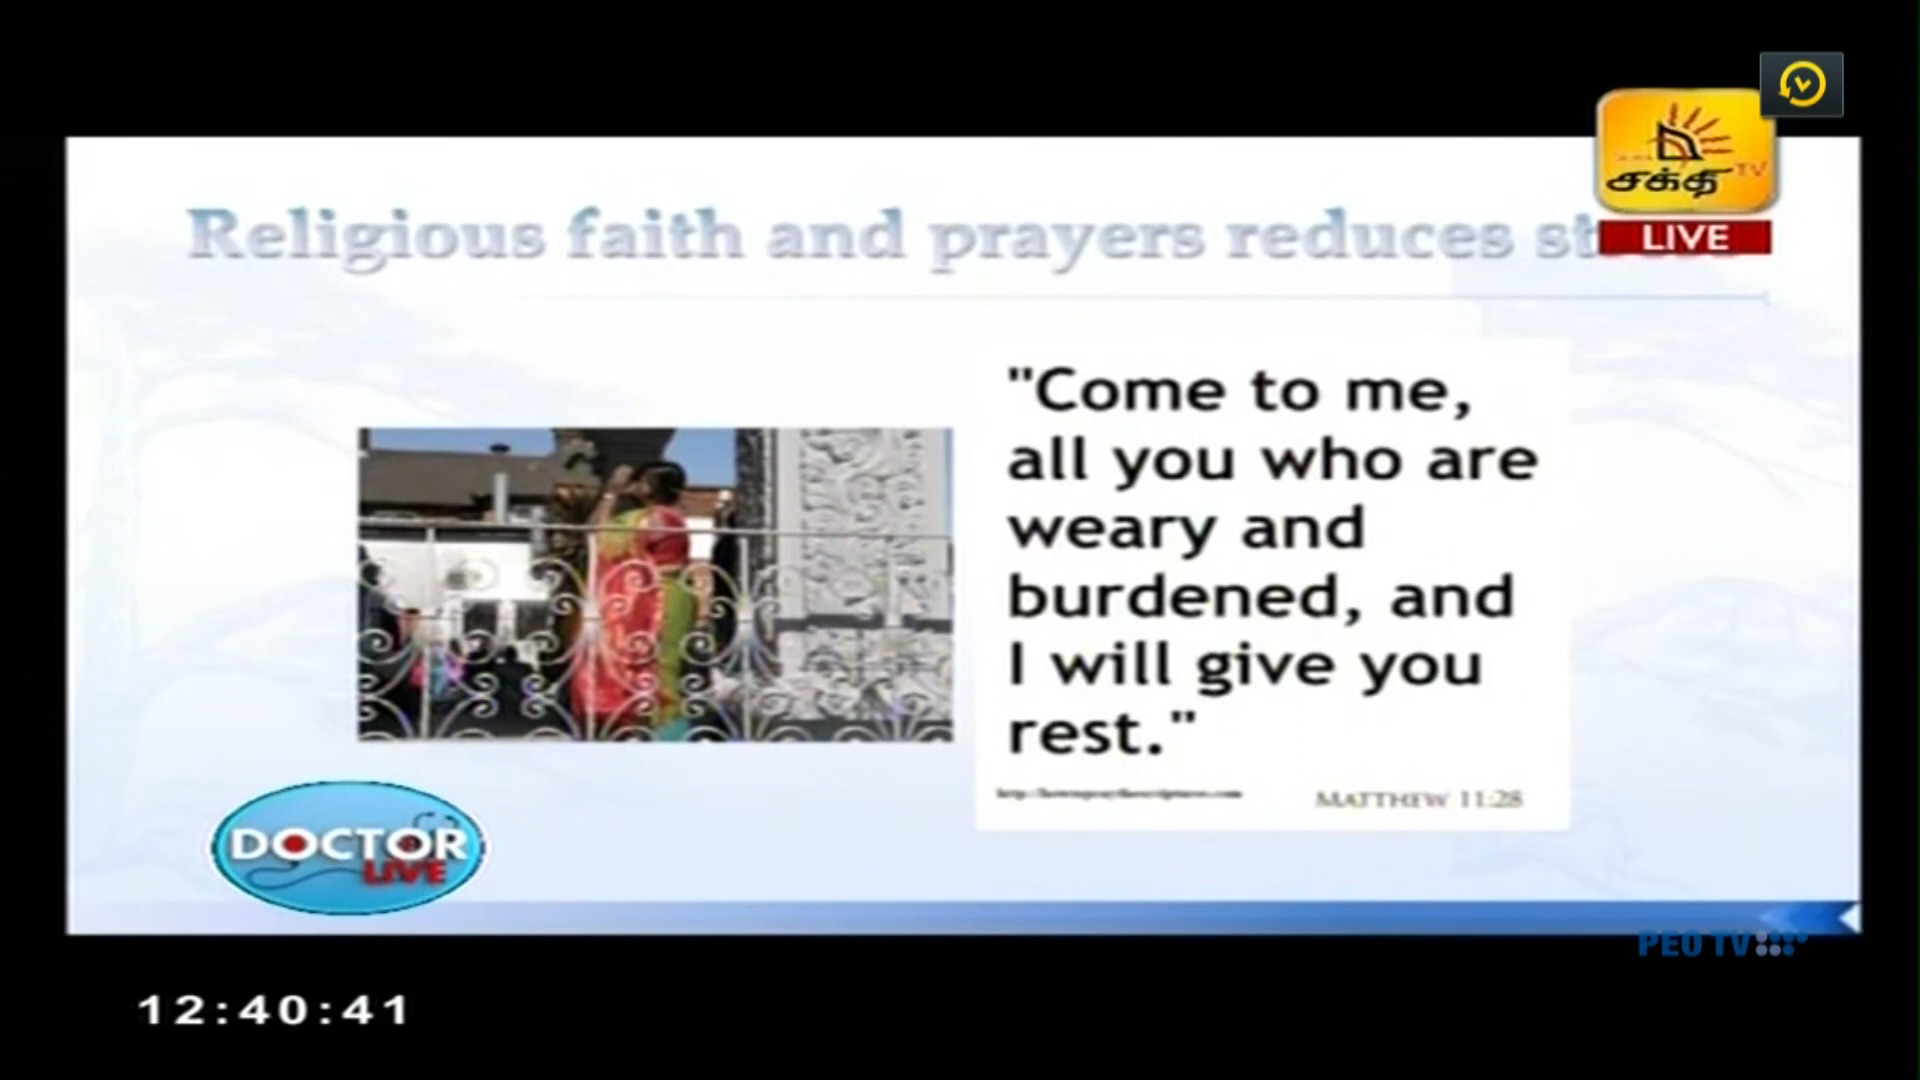 சக்தி TV
LIVE
Religious faith and prayers reduces
"Come to me,
all you who are
weary and
burdened, and
I will give you
rest."
MATTHEW 11:28
DOCTOR
LIVE
PEO TV
12:40:41